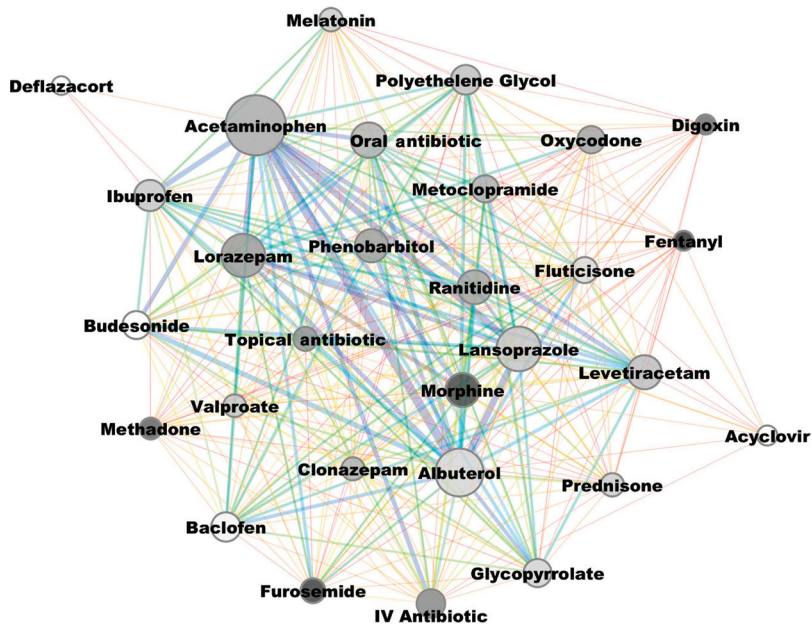 Melatonin
Deflazacort
Polyethelene Glycol
Acetaminophen
Oral antibiotic
Oxycodone
Digoxin
Ibuprofen
Metoclopramide
Lorazepam
Phenobarbitol
Fentanyl
Fluticisone
Ranitidine
Budesonide
Topical antibiotic
Lansoprazole
Levetiracetam
Morphine
Valproate
Methadone
Acyclovir
Clonazepam
Albuterol
Prednisone
Baclofen
Glycopyrrolate
Furosemide
IV Antibiotic